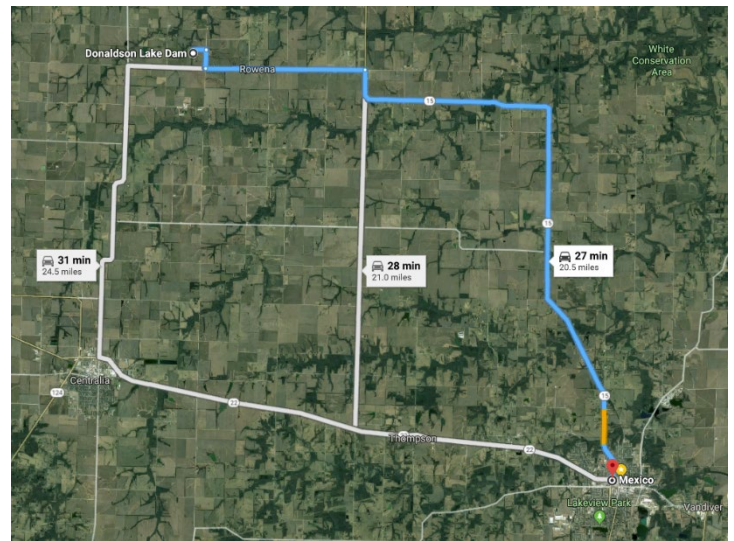 White
Conservation
Area
Donaldson Lake Dam
Rowena
15
15
31 min
24.5 miles
28 min
21.0 miles
27 min
20.5 miles
Centralia
124
22
15
Thompson
22
Mexico
Lakeview Park
Vandiver